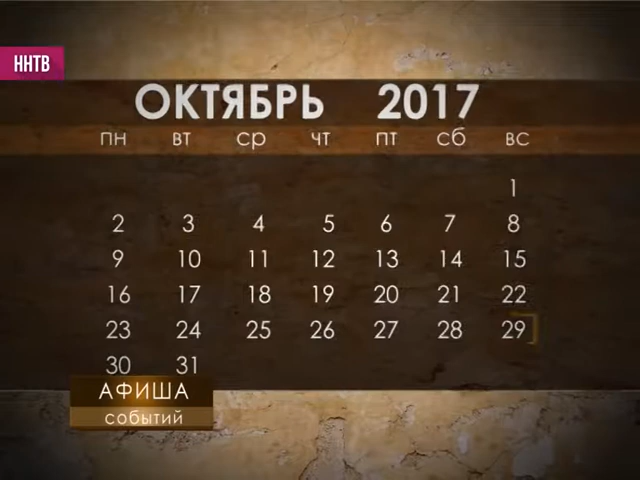 ННТВ
ОКТЯБРЬ 2017
пн вт ср чт пт сб вс
1
2 3 4 5 6 7 8
9 10 11 12 13 14 15
16 17 18 19 20 21 22
23 24 25 26 27 28 29
30 31
АФИША
событий